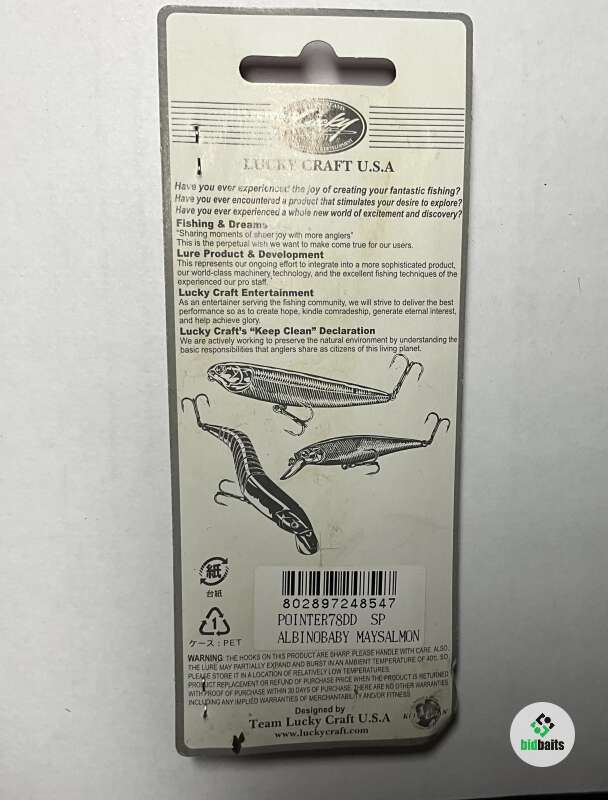 Lucky
LUCKY CRAFT U.S.A
Have you ever experienced the joy of creating your fantastic fishing?
Have you ever encountered a product that stimulates your desire to explore?
Have you ever experienced a whole new world of excitement and discovery?
Fishing & Dreams
"Sharing moments of sheer joy with more anglers"
This is the perpetual wish we want to make come true for our users.
Lure Product & Development
This represents our ongoing effort to integrate into a more sophisticated product,
our world-class machinery technology, and the excellent fishing techniques of the
experienced our pro staff.
Lucky Craft Entertainment
As an entertainer serving the fishing community, we will strive to deliver the best
performance so as to create hope, kindle comradeship, generate eternal interest,
and help achieve glory.
Lucky Craft's "Keep Clean" Declaration
We are actively working to preserve the natural environment by understanding the
basic responsibilities that anglers share as citizens of this living planet.
紙
台紙
1
ケース:PET
802897248547
POINTER78DD SP
ALBINOBABY MAYSALMON
WARNING: THE HOOKS ON THIS PRODUCT ARE SHARP. PLEASE HANDLE WITH CARE. ALSO,
THE LURE MAY PARTIALLY EXPAND AND BURST IN AN AMBIENT TEMPERATURE OF 40℃, SO
PLEASE STORE IT IN A LOCATION OF RELATIVELY LOW TEMPERATURES.
PRODUCT REPLACEMENT OR REFUND OF PURCHASE PRICE WHEN THE PRODUCT IS RETURNED
WITH PROOF OF PURCHASE WITHIN 30 DAYS OF PURCHASE. THERE ARE NO OTHER WARRANTIES
INCLUDING ANY IMPLIED WARRANTIES OF MERCHANTABILITY AND/OR FITNESS
Designed by
Team Lucky Craft U.S.A
www.luckycraft.com
bidbaits